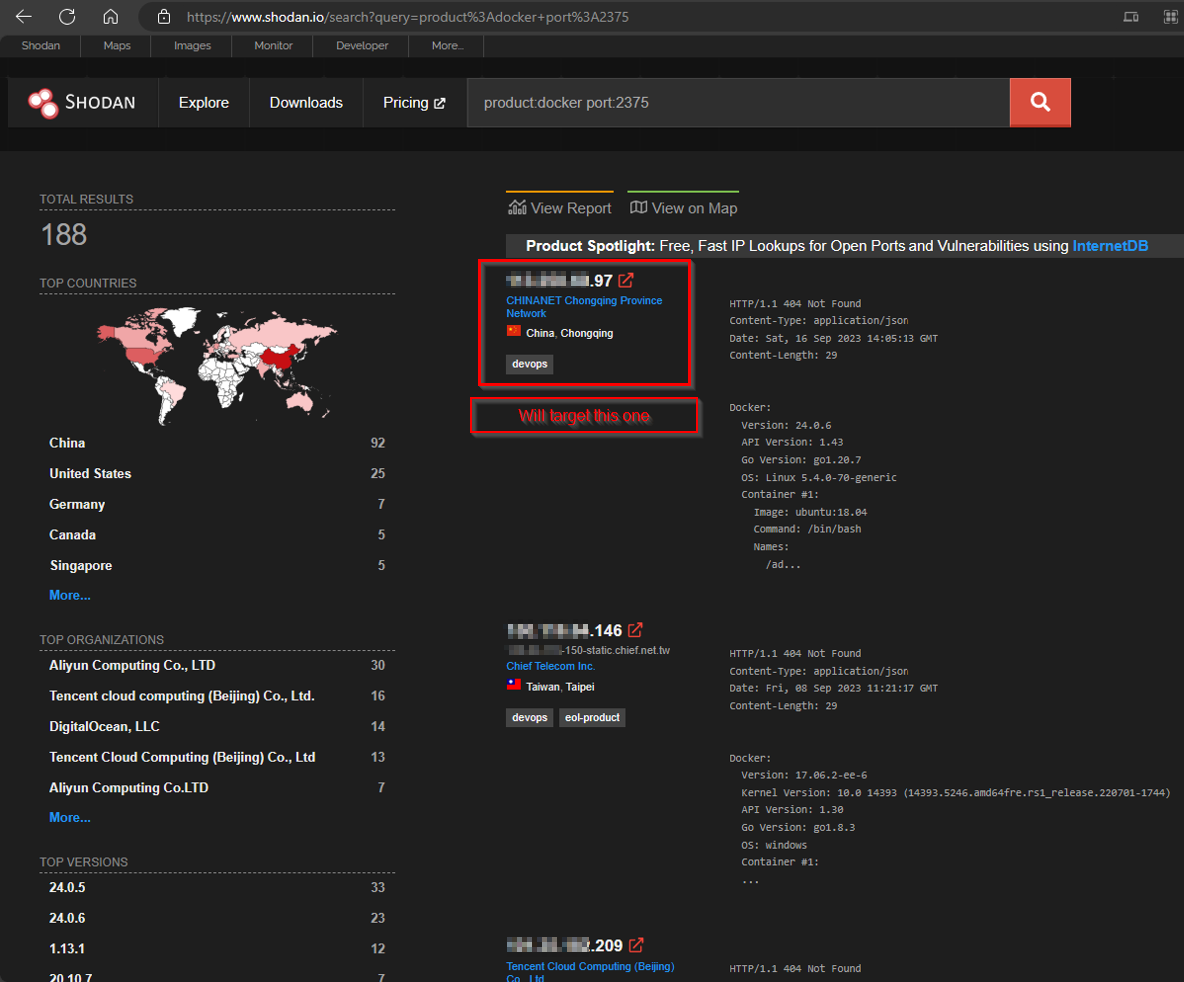 https://www.shodan.io/search?query=product%3Adocker+port%3A2375
Shodan Maps Images Monitor Developer More...
SHODAN Explore Downloads Pricing product:docker port:2375
TOTAL RESULTS
188
TOP COUNTRIES
China 92
United States 25
Germany 7
Canada 5
Singapore 5
More...
TOP ORGANIZATIONS
Aliyun Computing Co., LTD 30
Tencent cloud computing (Beijing) Co., Ltd. 16
DigitalOcean, LLC 14
Tencent Cloud Computing (Beijing) Co., Ltd 13
Aliyun Computing Co.LTD 7
More...
TOP VERSIONS
24.0.5 33
24.0.6 23
1.13.1 12
20.10.7 7
View Report View on Map
Product Spotlight: Free, Fast IP Lookups for Open Ports and Vulnerabilities using InternetDB
.97
CHINANET Chongqing Province
Network
China, Chongqing
devops
Will target this one
HTTP/1.1 404 Not Found
Content-Type: application/json
Date: Sat, 16 Sep 2023 14:05:13 GMT
Content-Length: 29
Docker:
Version: 24.0.6
API Version: 1.43
Go Version: go1.20.7
OS: Linux 5.4.0-70-generic
Container #1:
Image: ubuntu:18.04
Command: /bin/bash
Names:
/ad...
.146
-150-static.chief.net.tw
Chief Telecom Inc.
Taiwan, Taipei
devops eol-product
HTTP/1.1 404 Not Found
Content-Type: application/json
Date: Fri, 08 Sep 2023 11:21:17 GMT
Content-Length: 29
Docker:
Version: 17.06.2-ee-6
Kernel Version: 10.0 14393 (14393.5246.amd64fre.rs1_release.220701-1744)
API Version: 1.30
Go Version: go1.8.3
OS: windows
Container #1:
...
.209
Tencent Cloud Computing (Beijing)
Co., Ltd
HTTP/1.1 404 Not Found